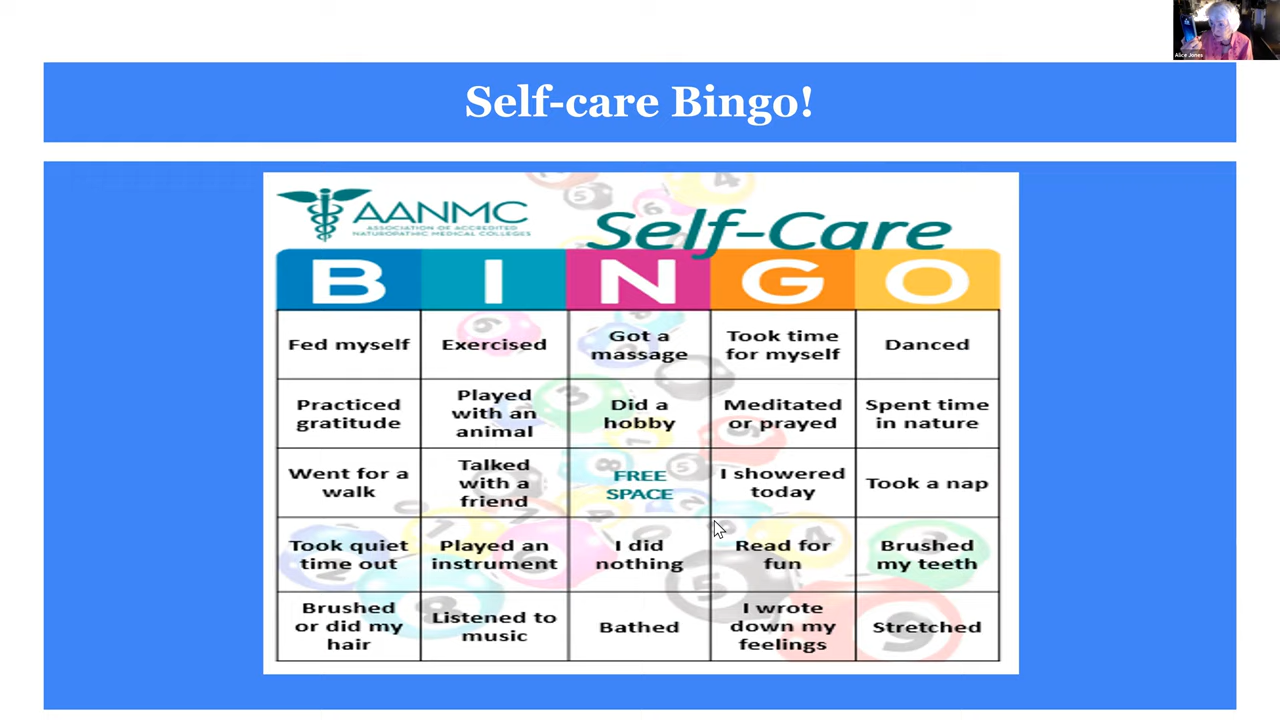 Alice Jones
Self-care Bingo!
AANMC
ASSOCIATION OF ACCREDITED
NATUROPATHIC MEDICAL COLLEGES
Self-Care
B I N G O
Fed myself
Exercised
Got a
massage
Took time
for myself
Danced
Practiced
gratitude
Played
with an
animal
Did a
hobby
Meditated
or prayed
Spent time
in nature
Went for a
walk
Talked
with a
friend
FREE
SPACE
I showered
today
Took a nap
Took quiet
time out
Played an
instrument
I did
nothing
Read for
fun
Brushed
my teeth
Brushed
or did my
hair
Listened to
music
Bathed
I wrote
down my
feelings
Stretched